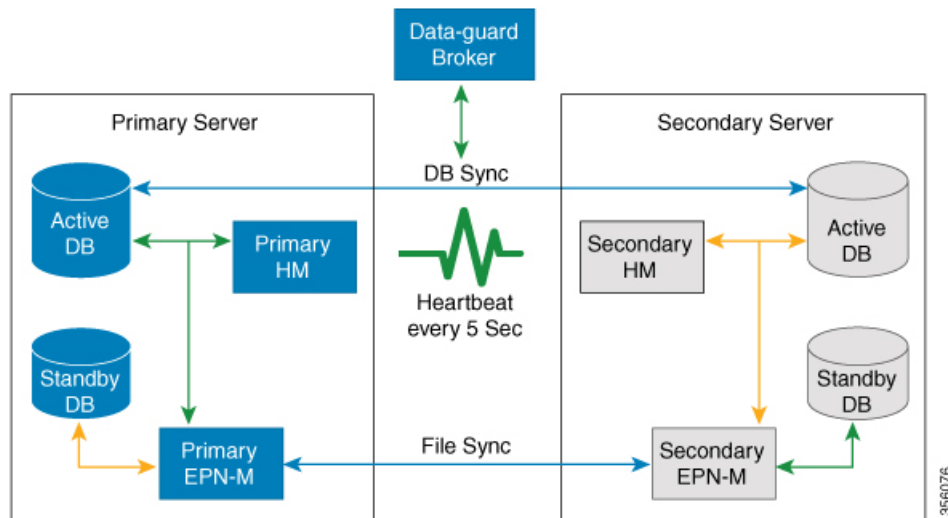 Data-guard
Broker
Primary Server
Secondary Server
DB Sync
Active
DB
Primary
HM
Secondary
HM
Active
DB
Heartbeat
every 5 Sec
Standby
DB
Standby
DB
Primary
EPN-M
File Sync
Secondary
EPN-M
356076